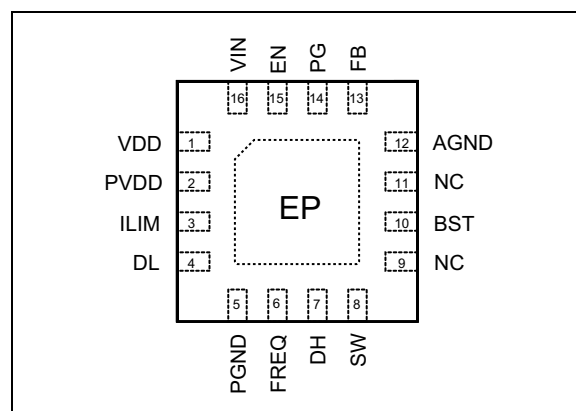 VIN EN PG FB
16 15 14 13
VDD 1 12 AGND
PVDD 2 11 NC
EP
ILIM 3 10 BST
DL 4 9 NC
5 6 7 8
PGND FREQ DH SW